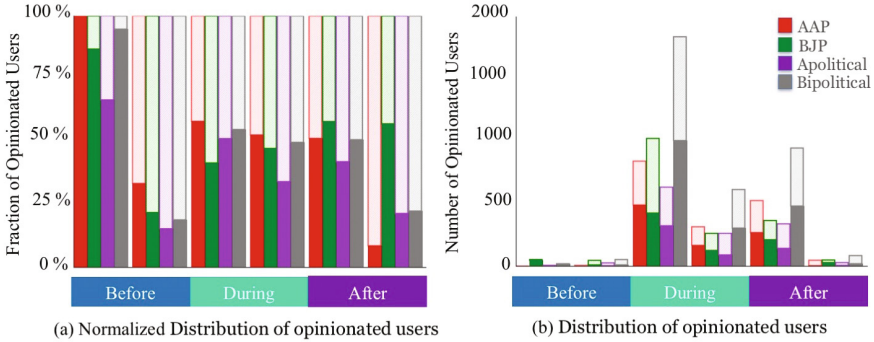 100 %
75 %
50 %
25 %
0 %
Fraction of Opinionated Users
Before
During
After
(a) Normalized Distribution of opinionated users
2000
1000
1000
500
0
Number of Opinionated Users
AAP
BJP
Apolitical
Bipolitical
Before
During
After
(b) Distribution of opinionated users